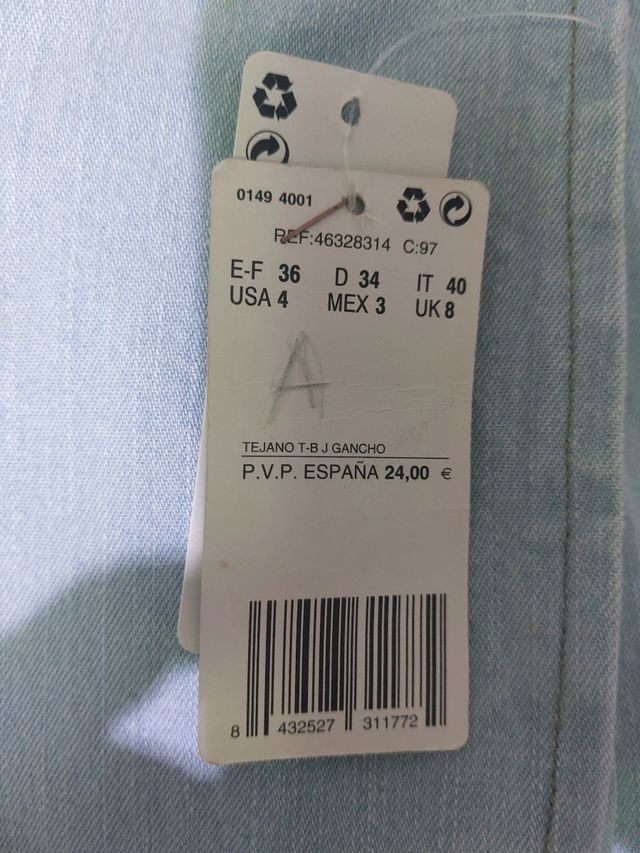 0149 4001
REF:46328314 C:97
E-F 36 D 34 IT 40
USA 4 MEX 3 UK 8
A
TEJANO T-B J GANCHO
P.V.P. ESPAÑA 24,00 €
8 432527 311772